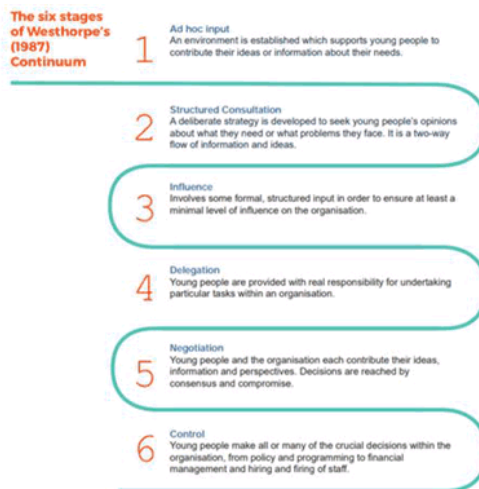 The six stages
of Westhorpe's
(1987)
Continuum
1
Ad hoc input
An environment is established which supports young people to
contribute their ideas or information about their needs.
2
Structured Consultation
A deliberate strategy is developed to seek young people's opinions
about what they need or what problems they face. It is a two-way
flow of information and ideas.
3
Influence
Involves some formal, structured input in order to ensure at least a
minimal level of influence on the organisation.
4
Delegation
Young people are provided with real responsibility for undertaking
particular tasks within an organisation.
5
Negotiation
Young people and the organisation each contribute their ideas,
information and perspectives. Decisions are reached by
consensus and compromise.
6
Control
Young people make all or many of the crucial decisions within the
organisation, from policy and programming to financial
management and hiring and firing of staff.